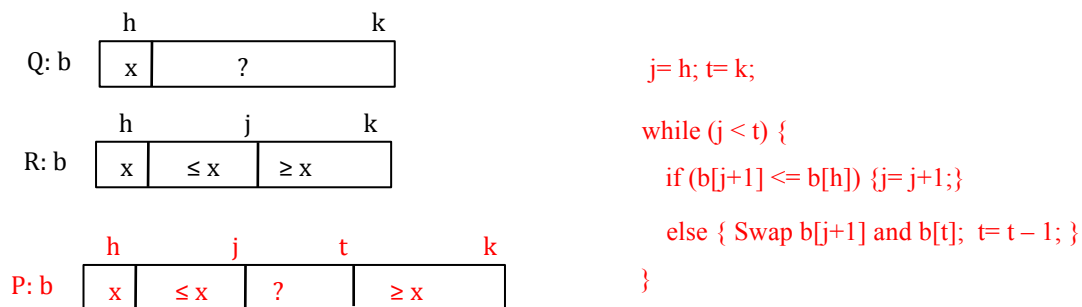 h k
Q: b x ?
h j k
R: b x ≤ x ≥ x
h j t k
P: b x ≤ x ? ≥ x
j= h; t= k;
while (j < t) {
if (b[j+1] <= b[h]) {j= j+1;}
else { Swap b[j+1] and b[t]; t= t – 1; }
}